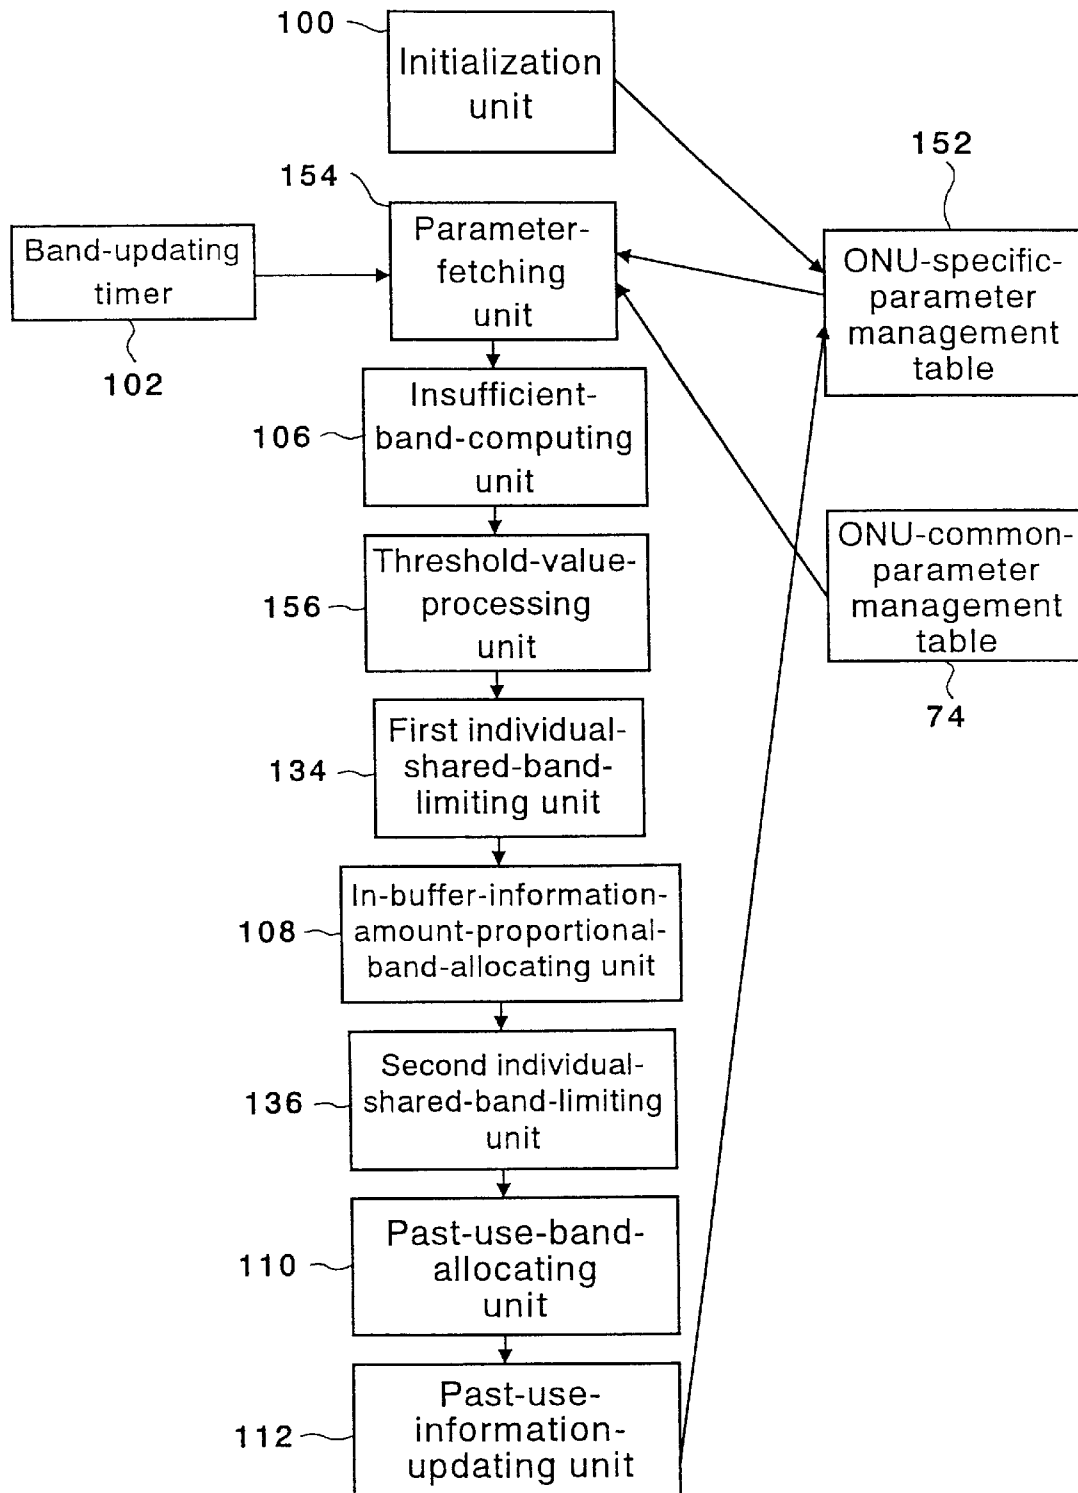 100
Initialization
unit
152
154
Parameter-
fetching
unit
Band-updating
timer
102
ONU-specific-
parameter
management
table
106
Insufficient-
band-computing
unit
ONU-common-
parameter
management
table
74
156
Threshold-value-
processing
unit
134
First individual-
shared-band-
limiting unit
108
In-buffer-information-
amount-proportional-
band-allocating unit
136
Second individual-
shared-band-limiting
unit
110
Past-use-band-
allocating
unit
112
Past-use-
information-
updating unit